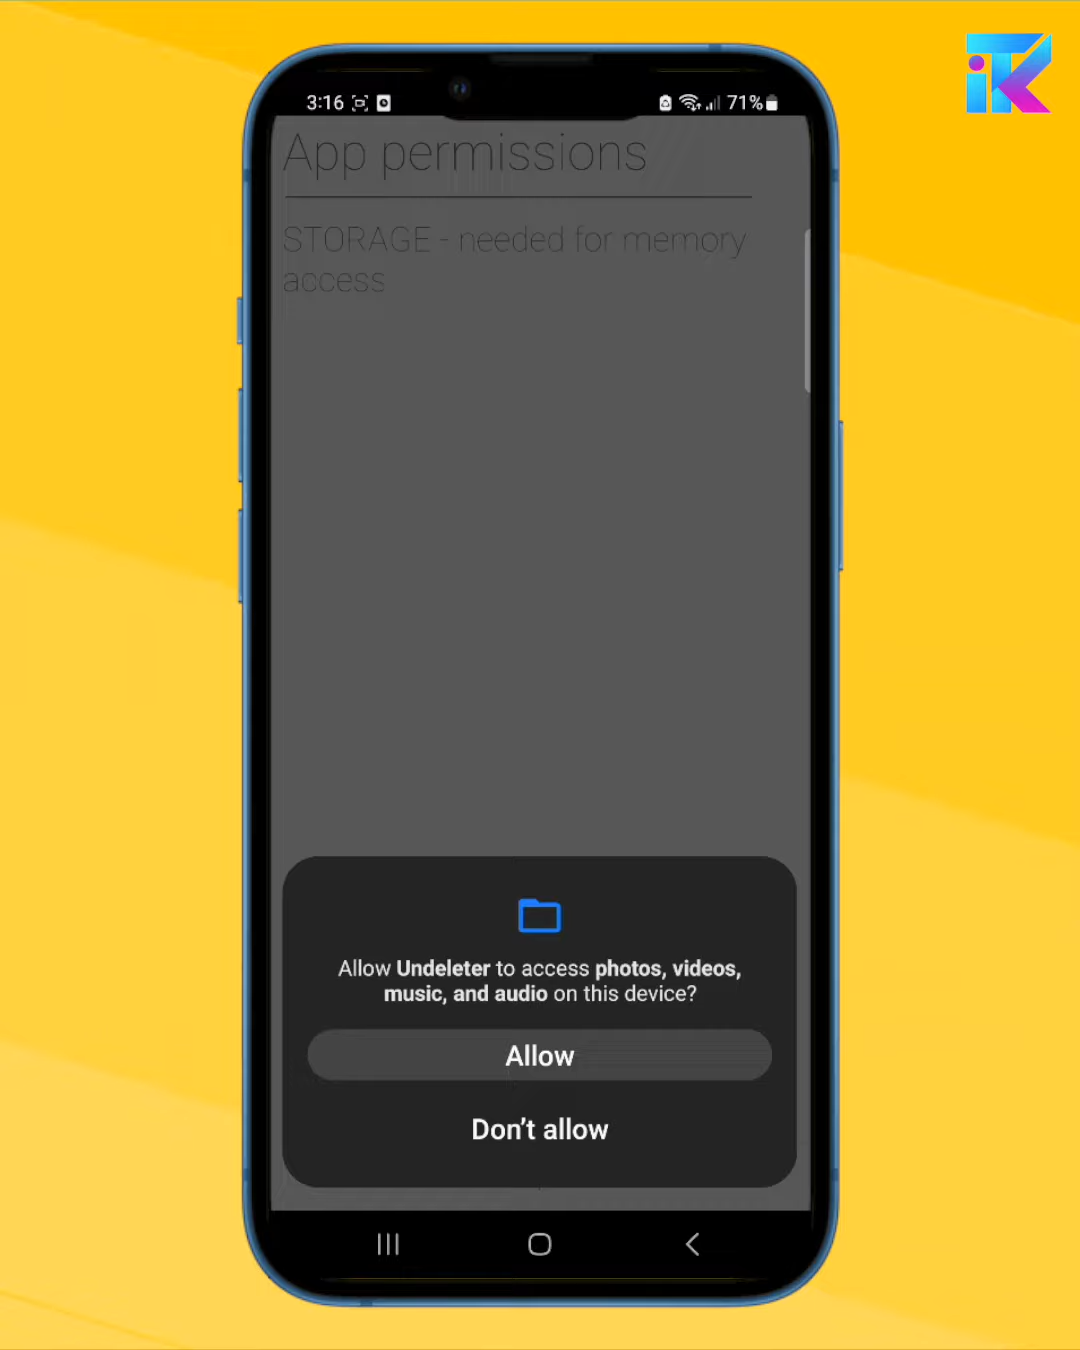 iTK
3:16 71%
App permissions
STORAGE - needed for memory
access
Allow Undeleter to access photos, videos,
music, and audio on this device?
Allow
Don’t allow